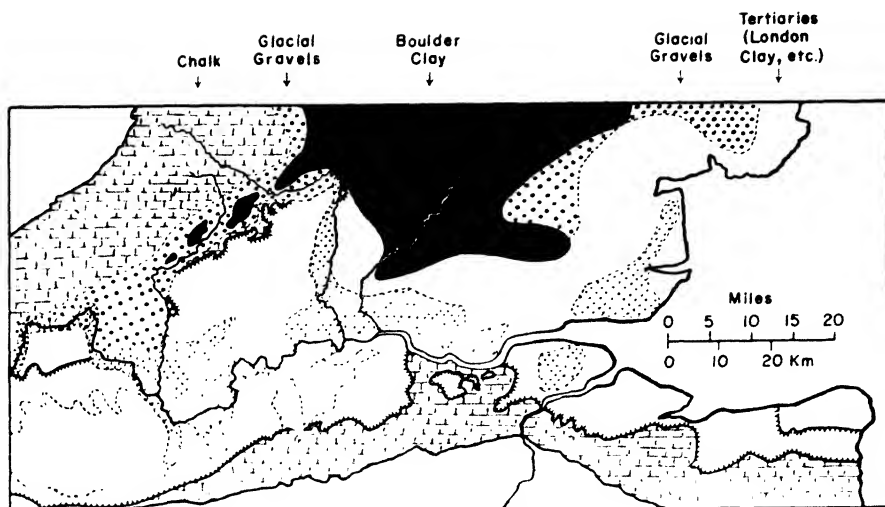 Chalk
Glacial
Gravels
Boulder
Clay
Glacial
Gravels
Tertiaries
(London
Clay, etc.)
Miles
0 5 10 15 20
0 10 20 Km